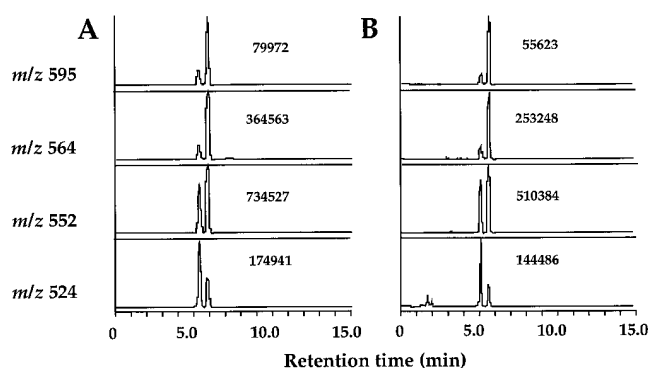 A
B
m/z 595
79972
55623
m/z 564
364563
253248
m/z 552
734527
510384
m/z 524
174941
144486
0 5.0 10.0 15.0
0 5.0 10.0 15.0
Retention time (min)